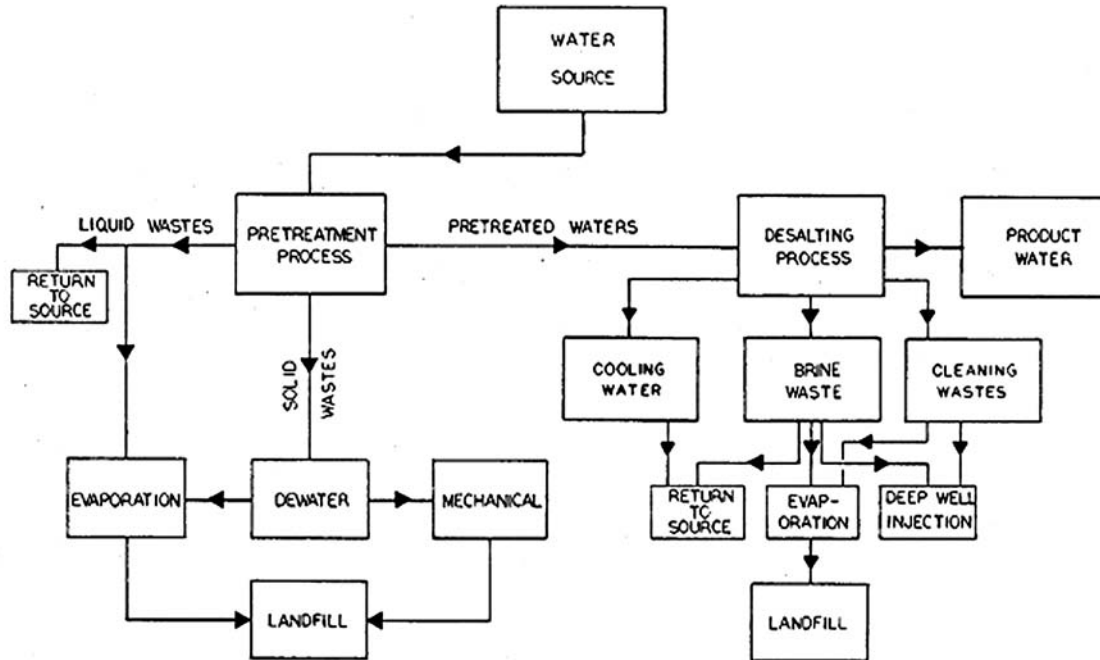 WATER
SOURCE
LIQUID WASTES
PRETREATMENT
PROCESS
PRETREATED WATERS
DESALTING
PROCESS
PRODUCT
WATER
RETURN
TO
SOURCE
SOLID
WASTES
COOLING
WATER
BRINE
WASTE
CLEANING
WASTES
EVAPORATION
DEWATER
MECHANICAL
RETURN
TO
SOURCE
EVAP-
ORATION
DEEP WELL
INJECTION
LANDFILL
LANDFILL